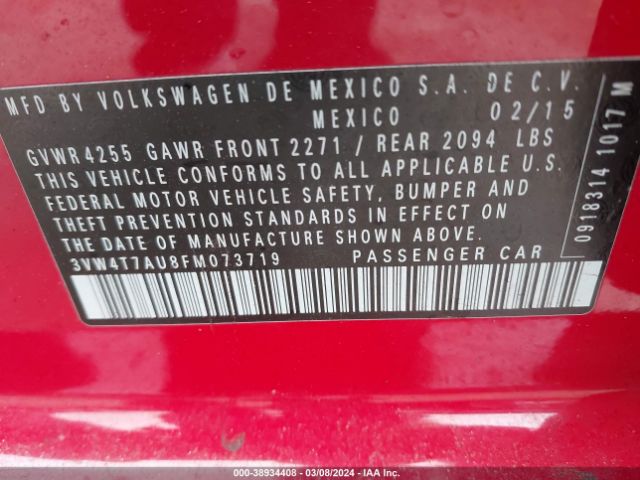 MFD BY VOLKSWAGEN DE MEXICO S.A. DE C.V.
MEXICO 02/15
GVWR 4255 GAWR FRONT 2271 / REAR 2094 LBS
THIS VEHICLE CONFORMS TO ALL APPLICABLE U.S.
FEDERAL MOTOR VEHICLE SAFETY, BUMPER AND
THEFT PREVENTION STANDARDS IN EFFECT ON
THE DATE OF MANUFACTURE SHOWN ABOVE.
3VW4T7AU8FM073719 PASSENGER CAR
0918314 1017 M
000-38934408 - 03/08/2024 - IAA Inc.